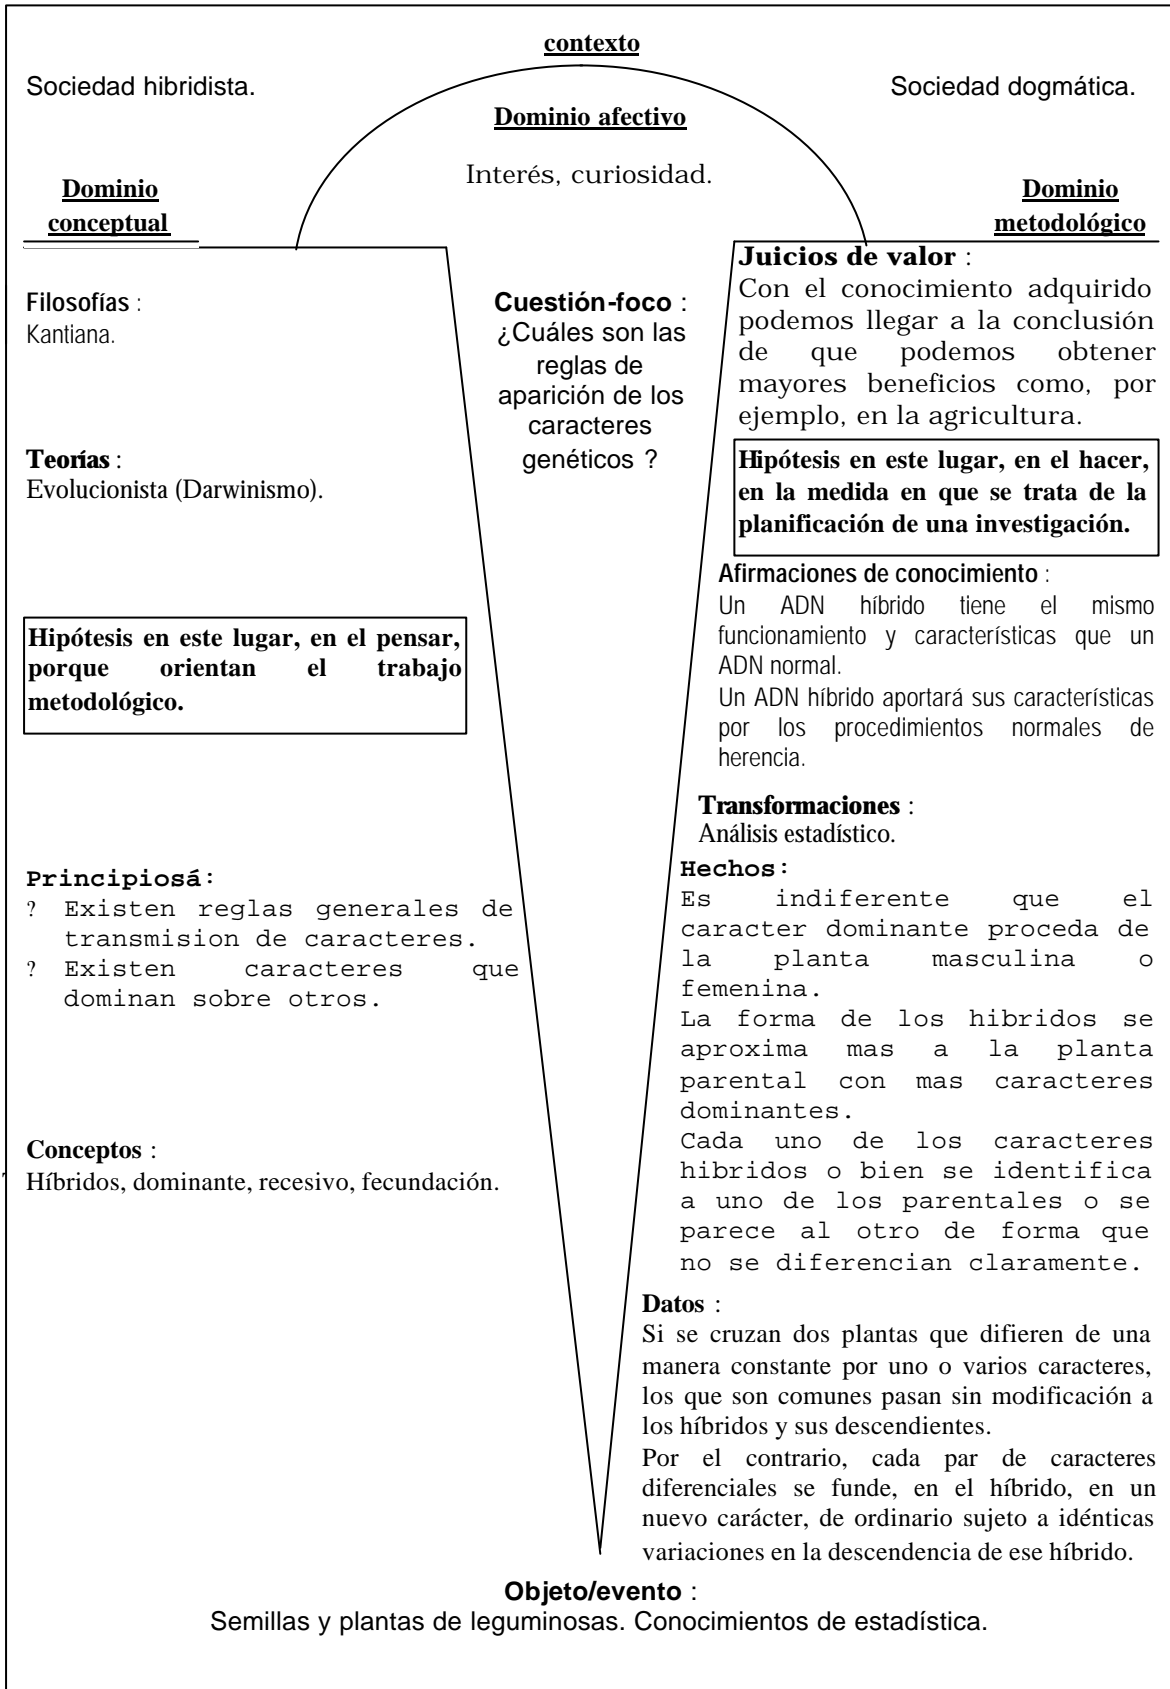 contexto
Sociedad hibridista.
Sociedad dogmática.
Dominio afectivo
Interés, curiosidad.
Dominio
conceptual
Dominio
metodológico
Filosofías :
Kantiana.
Teorías :
Evolucionista (Darwinismo).
Hipótesis en este lugar, en el pensar,
porque orientan el trabajo
metodológico.
Principiosá:
? Existen reglas generales de
transmision de caracteres.
? Existen caracteres que
dominan sobre otros.
Conceptos :
Híbridos, dominante, recesivo, fecundación.
Cuestión-foco :
¿Cuáles son las
reglas de
aparición de los
caracteres
genéticos ?
Juicios de valor :
Con el conocimiento adquirido
podemos llegar a la conclusión
de que podemos obtener
mayores beneficios como, por
ejemplo, en la agricultura.
Hipótesis en este lugar, en el hacer,
en la medida en que se trata de la
planificación de una investigación.
Afirmaciones de conocimiento :
Un ADN híbrido tiene el mismo
funcionamiento y características que un
ADN normal.
Un ADN híbrido aportará sus características
por los procedimientos normales de
herencia.
Transformaciones :
Análisis estadístico.
Hechos:
Es indiferente que el
caracter dominante proceda de
la planta masculina o
femenina.
La forma de los hibridos se
aproxima mas a la planta
parental con mas caracteres
dominantes.
Cada uno de los caracteres
hibridos o bien se identifica
a uno de los parentales o se
parece al otro de forma que
no se diferencian claramente.
Datos :
Si se cruzan dos plantas que difieren de una
manera constante por uno o varios caracteres,
los que son comunes pasan sin modificación a
los híbridos y sus descendientes.
Por el contrario, cada par de caracteres
diferenciales se funde, en el híbrido, en un
nuevo carácter, de ordinario sujeto a idénticas
variaciones en la descendencia de ese híbrido.
Objeto/evento :
Semillas y plantas de leguminosas. Conocimientos de estadística.